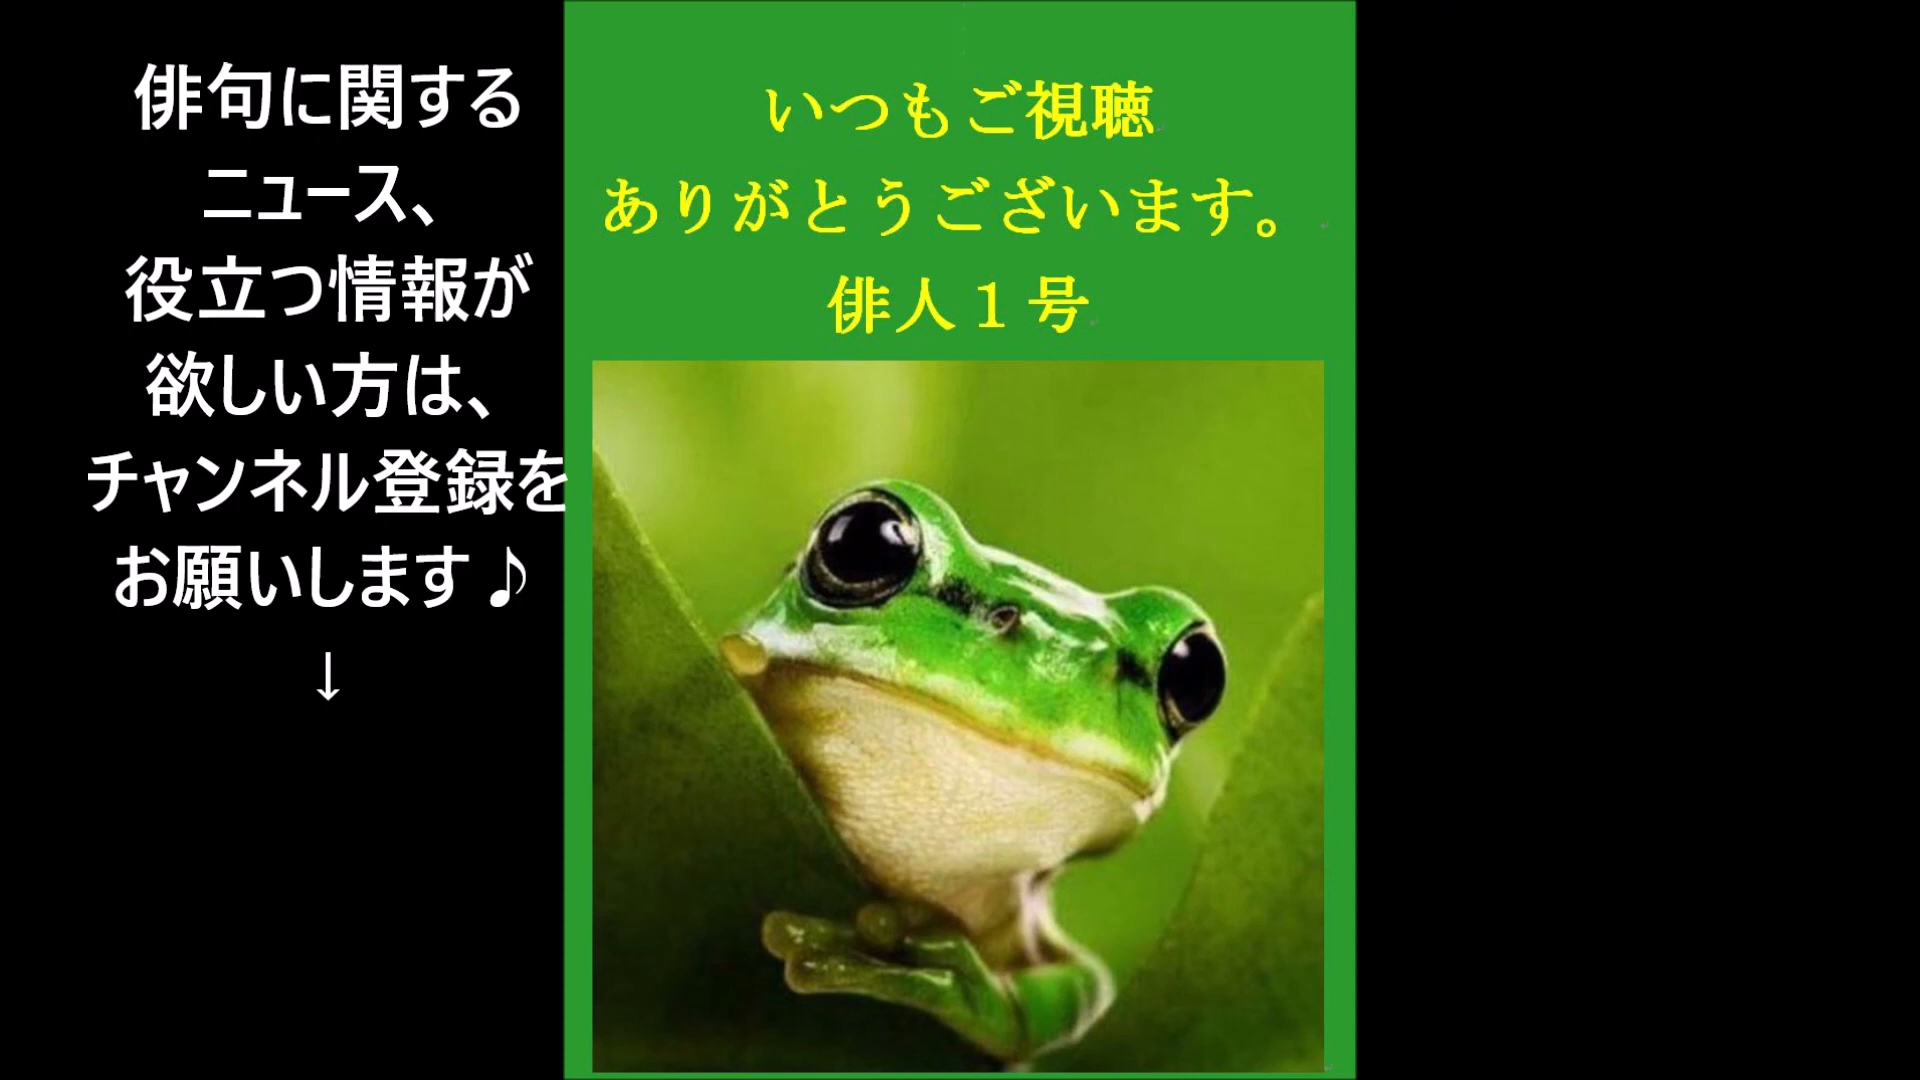 俳句に関する
ニュース、
役立つ情報が
欲しい方は、
チャンネル登録を
お願いします♪
↓
いつもご視聴
ありがとうございます。
俳人１号